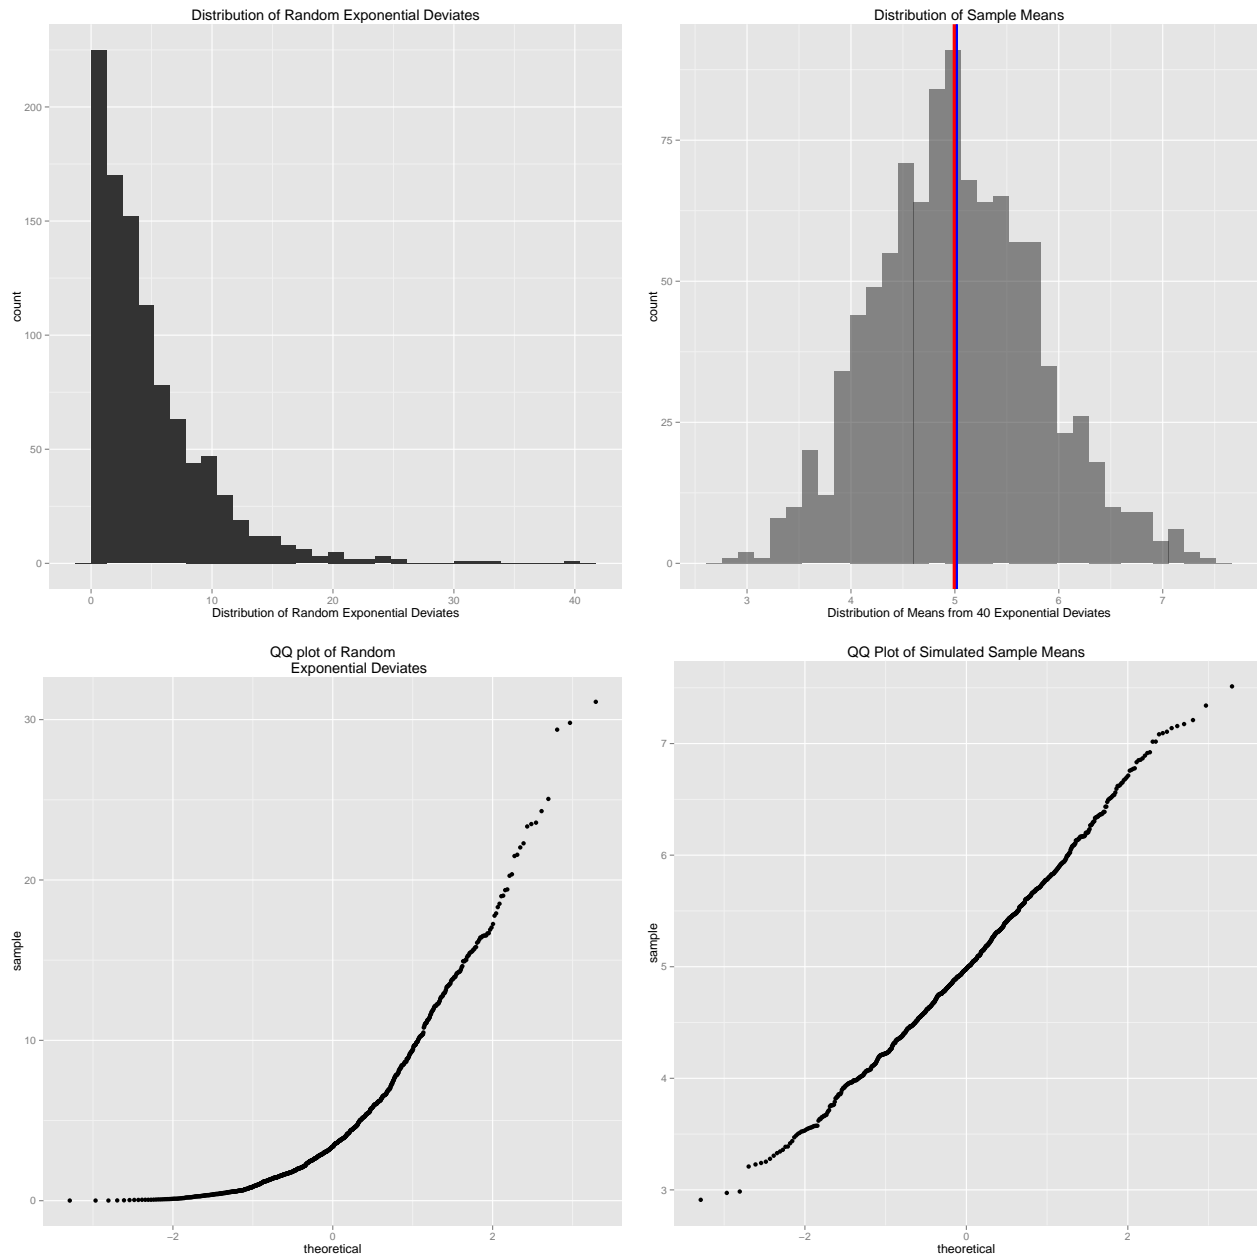 Distribution of Random Exponential Deviates
count
200
150
100
50
0
0 10 20 30 40
Distribution of Random Exponential Deviates
Distribution of Sample Means
count
75
50
25
0
3 4 5 6 7
Distribution of Means from 40 Exponential Deviates
QQ plot of Random
Exponential Deviates
sample
30
20
10
0
−2 0 2
theoretical
QQ Plot of Simulated Sample Means
sample
7
6
5
4
3
−2 0 2
theoretical